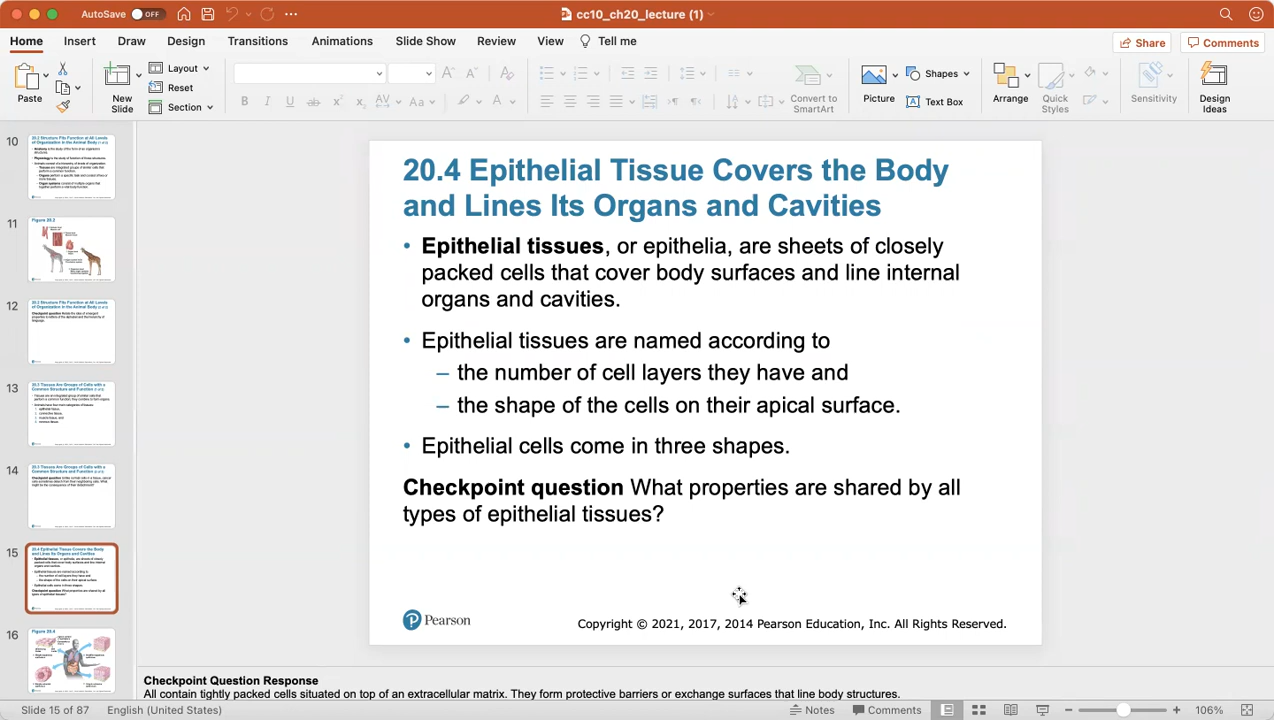 AutoSave OFF
cc10_ch20_lecture (1)
Home Insert Draw Design Transitions Animations Slide Show Review View Tell me
Share Comments
Paste
New Slide
Layout
Reset
Section
Convert to SmartArt
Picture
Shapes
Text Box
Arrange
Quick Styles
Sensitivity
Design Ideas
10
11
Figure 20.2
12
13
14
15
16
Figure 20.4
20.4 Epithelial Tissue Covers the Body
and Lines Its Organs and Cavities
• Epithelial tissues, or epithelia, are sheets of closely
packed cells that cover body surfaces and line internal
organs and cavities.
• Epithelial tissues are named according to
– the number of cell layers they have and
– the shape of the cells on their apical surface.
• Epithelial cells come in three shapes.
Checkpoint question What properties are shared by all
types of epithelial tissues?
Pearson
Copyright © 2021, 2017, 2014 Pearson Education, Inc. All Rights Reserved.
Checkpoint Question Response
All contain tightly packed cells situated on top of an extracellular matrix. They form protective barriers or exchange surfaces that line body structures.
Slide 15 of 87 English (United States) Notes Comments 106%